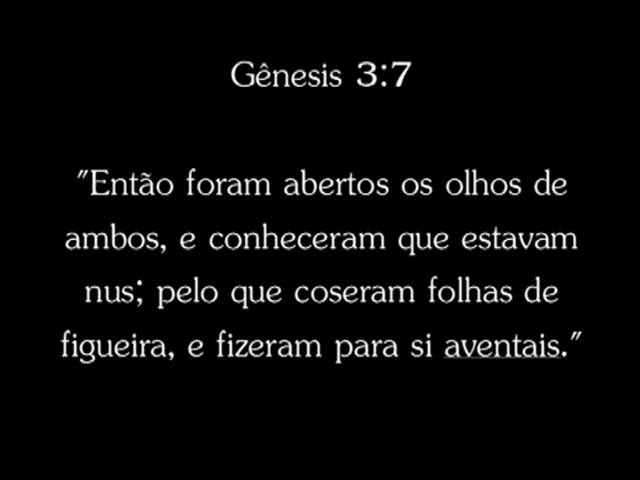 Gênesis 3:7
"Então foram abertos os olhos de
ambos, e conheceram que estavam
nus; pelo que coseram folhas de
figueira, e fizeram para si aventais."